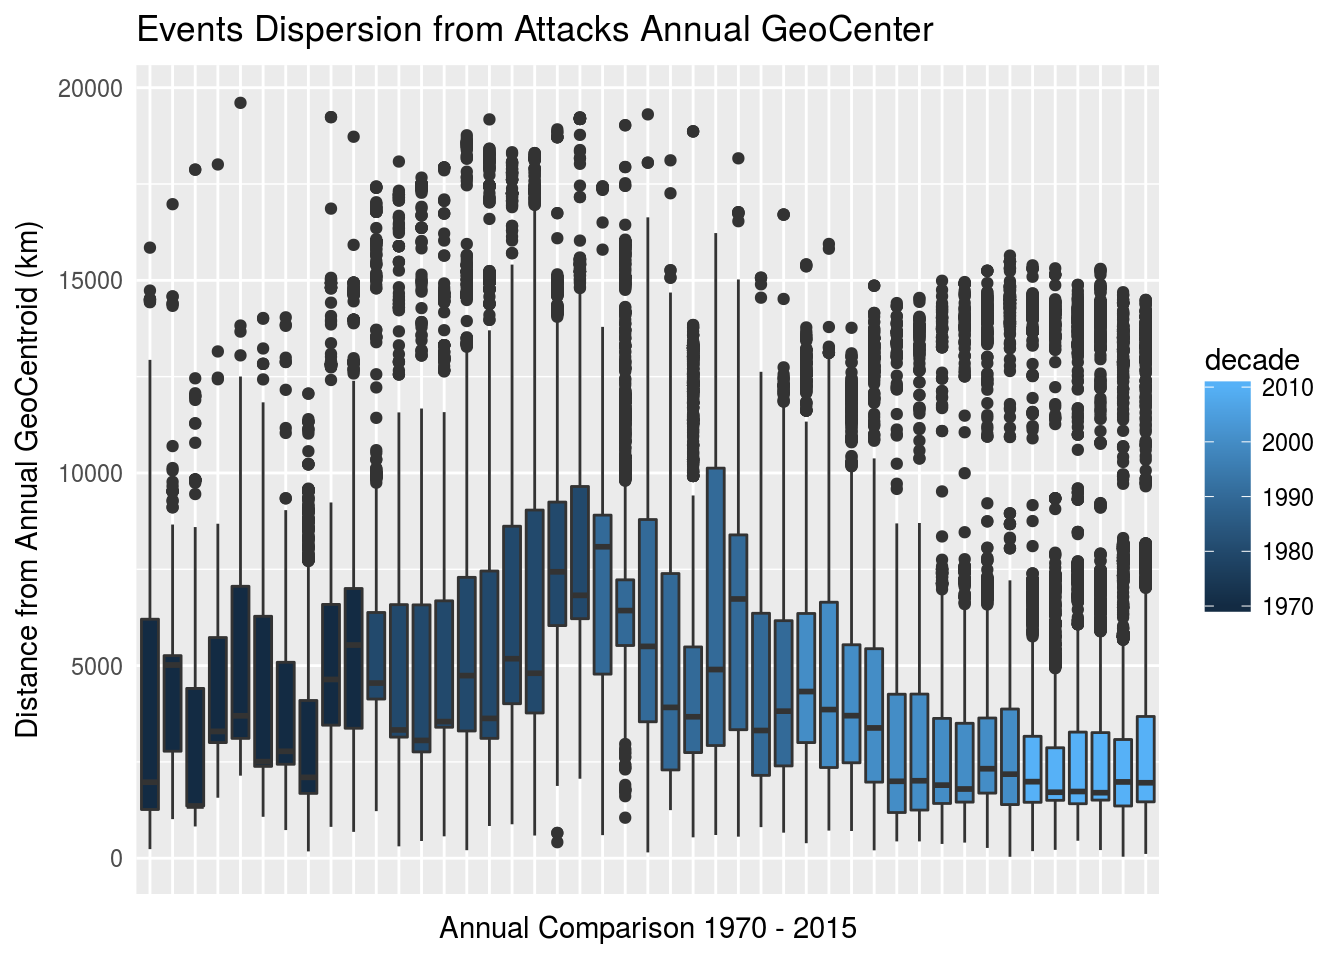 Events Dispersion from Attacks Annual GeoCenter
Distance from Annual GeoCentroid (km)
20000
15000
10000
5000
0
Annual Comparison 1970 - 2015
decade
2010
2000
1990
1980
1970